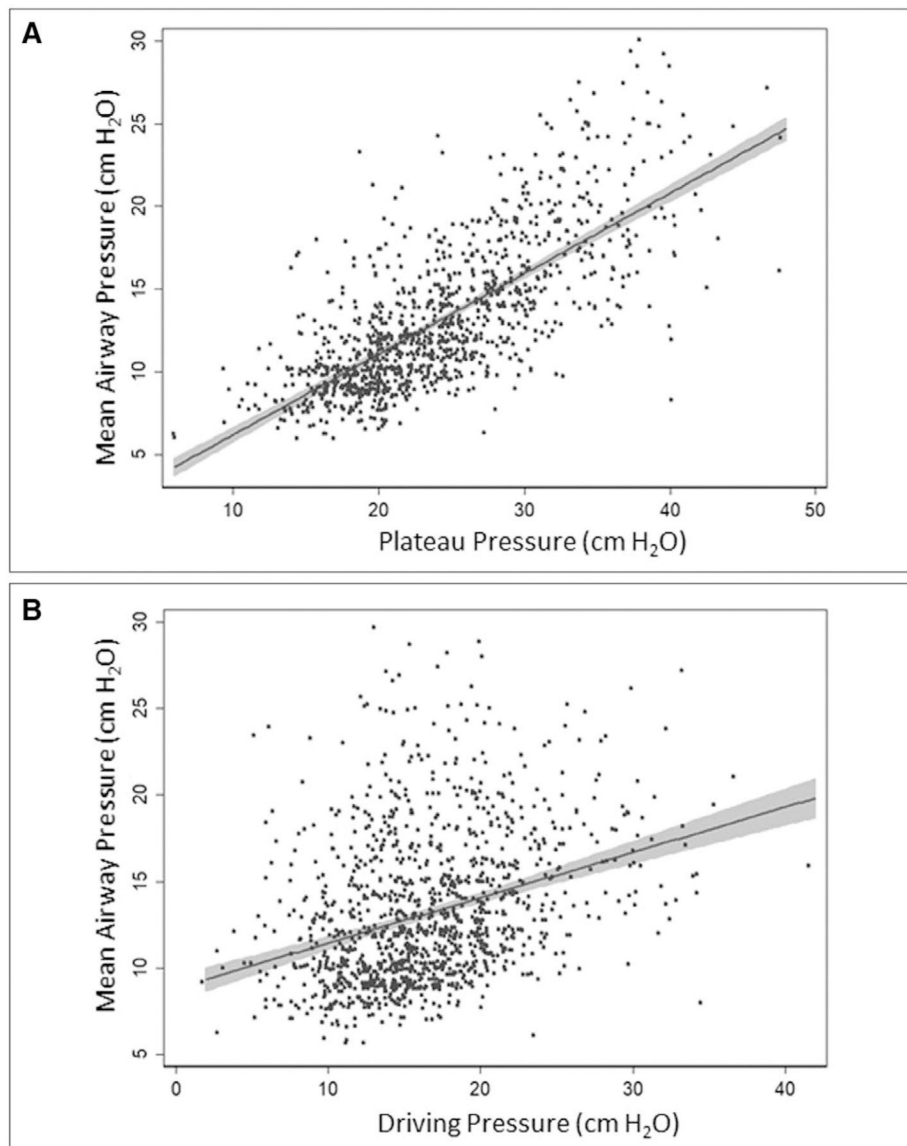 A
Mean Airway Pressure (cm H₂O)
30
25
20
15
10
5
10 20 30 40 50
Plateau Pressure (cm H₂O)
B
Mean Airway Pressure (cm H₂O)
30
25
20
15
10
5
0 10 20 30 40
Driving Pressure (cm H₂O)